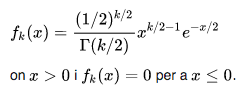 f_k(x) = \frac{(1/2)^{k/2}}{\Gamma(k/2)} x^{k/2-1} e^{-x/2}
on x > 0 i f_k(x) = 0 per a x ≤ 0.